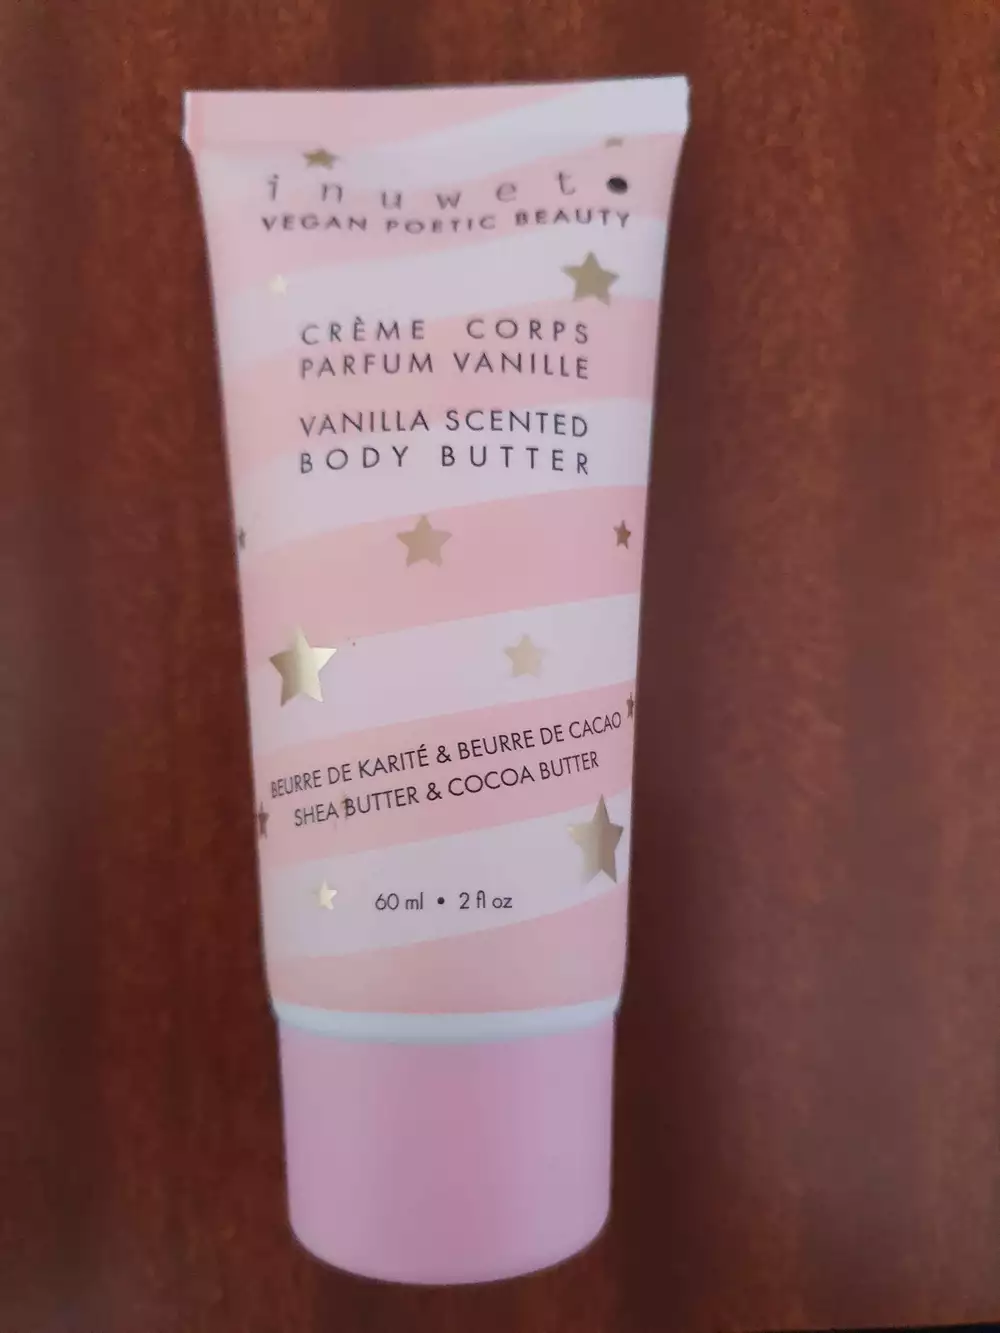 inuwet
VEGAN POETIC BEAUTY
CRÈME CORPS
PARFUM VANILLE
VANILLA SCENTED
BODY BUTTER
BEURRE DE KARITÉ & BEURRE DE CACAO
SHEA BUTTER & COCOA BUTTER
60 ml • 2 fl oz